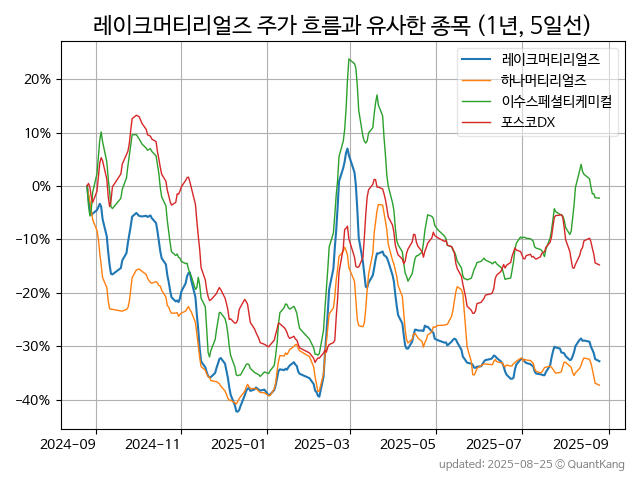 레이크머티리얼즈 주가 흐름과 유사한 종목 (1년, 5일선)
레이크머티리얼즈
하나머티리얼즈
이수스페셜티케미컬
포스코DX
20%
10%
0%
−10%
−20%
−30%
−40%
2024-09 2024-11 2025-01 2025-03 2025-05 2025-07 2025-09
updated: 2025-08-25 © QuantKang